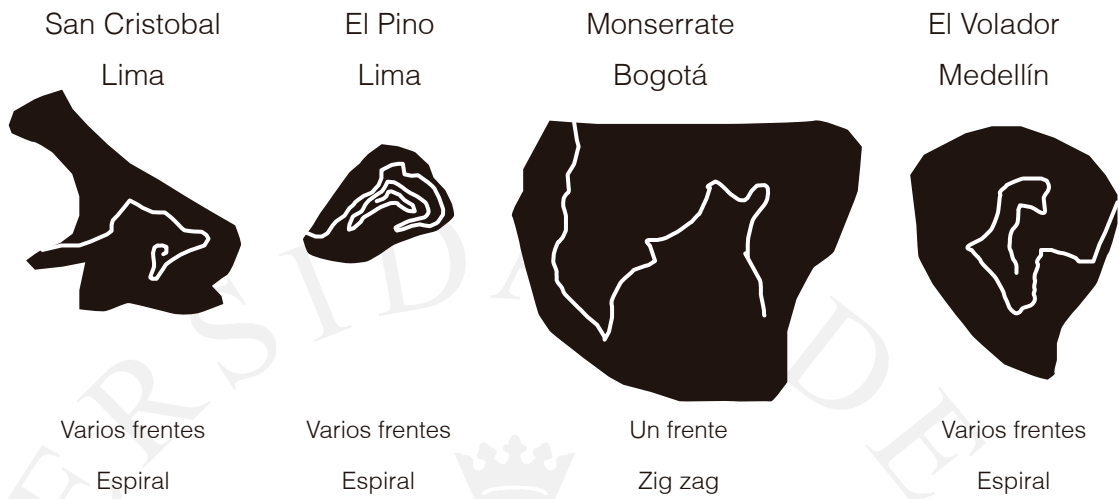 San Cristobal
Lima
El Pino
Lima
Monserrate
Bogotá
El Volador
Medellín
Varios frentes
Espiral
Varios frentes
Espiral
Un frente
Zig zag
Varios frentes
Espiral